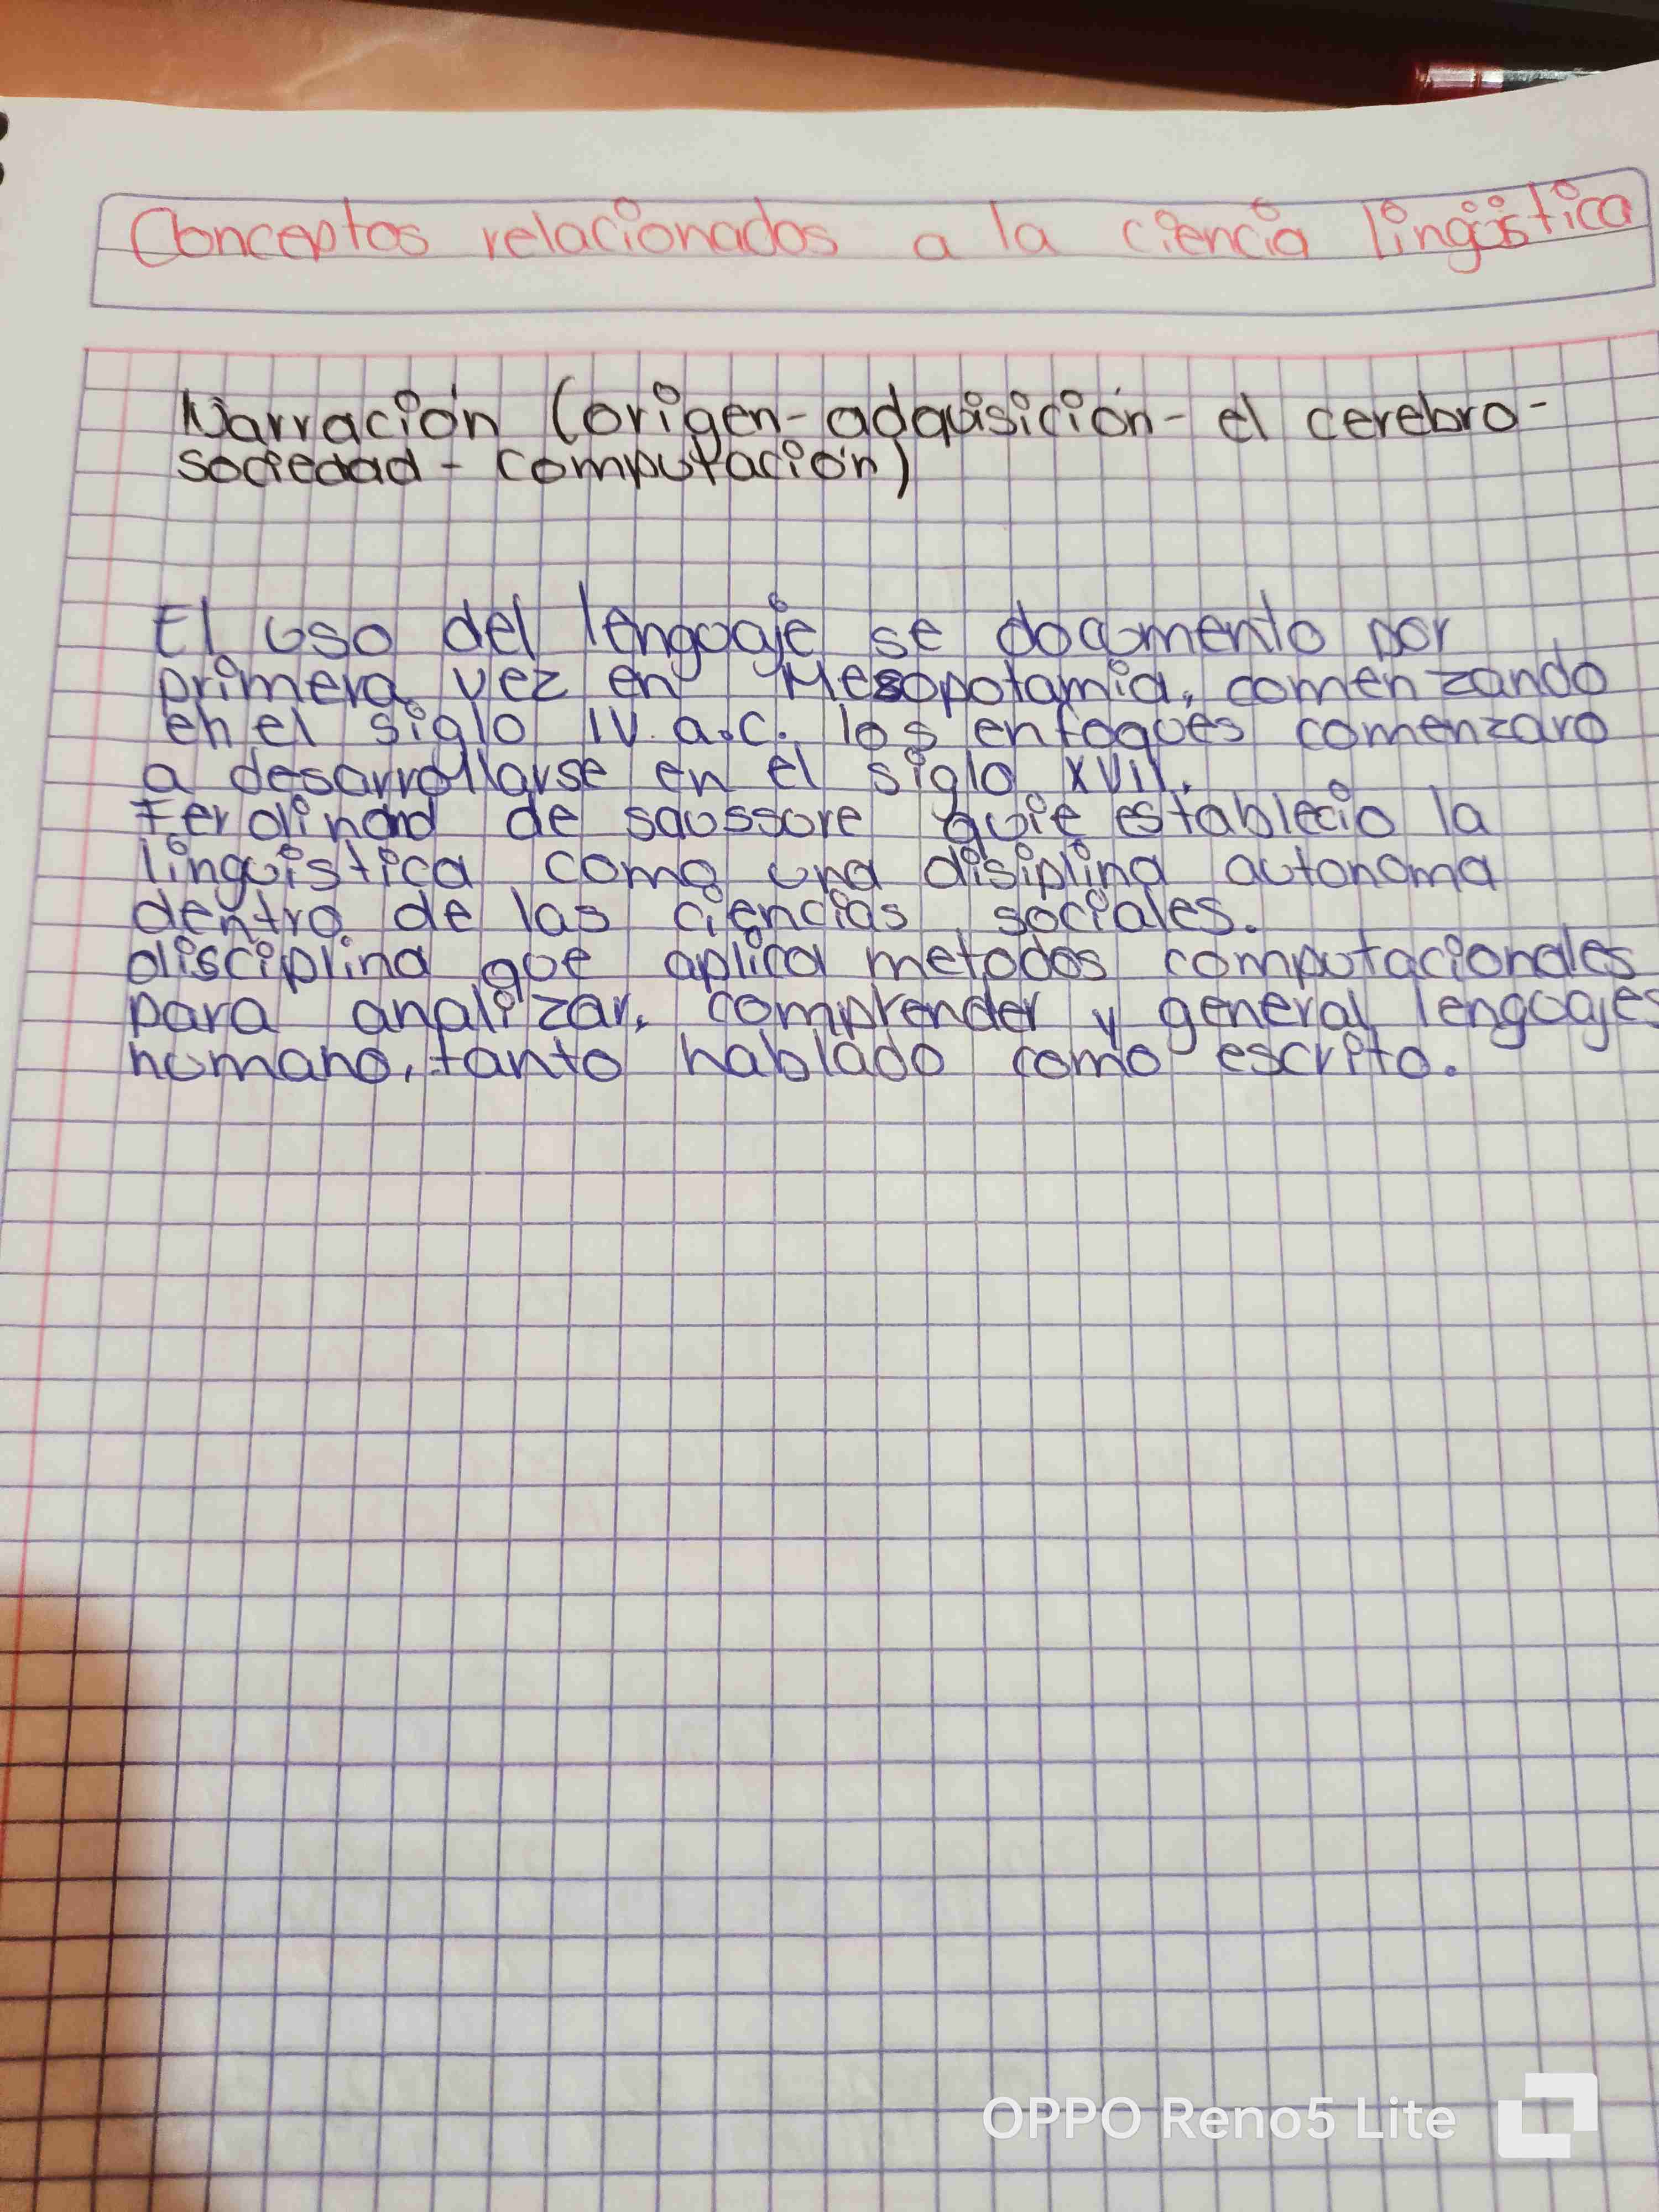 Conceptos relacionados a la ciencia lingüistica
Narración (origen-adquisición- el cerebro-
sociedad - computación)
El uso del lenguaje se documento por
primera vez en Mesopotamia, comenzando
en el siglo IV. a.c. los enfoques comenzaro
a desarrollarse en el siglo XVII.
Ferdinand de saussore quie establecio la
linguistica como una disiplina autonoma
dentro de las ciencias sociales.
disciplina que aplica metodos computacionales
para analizar, comprender y general lenguajes
humano, tanto hablado como escrito.
OPPO Reno5 Lite